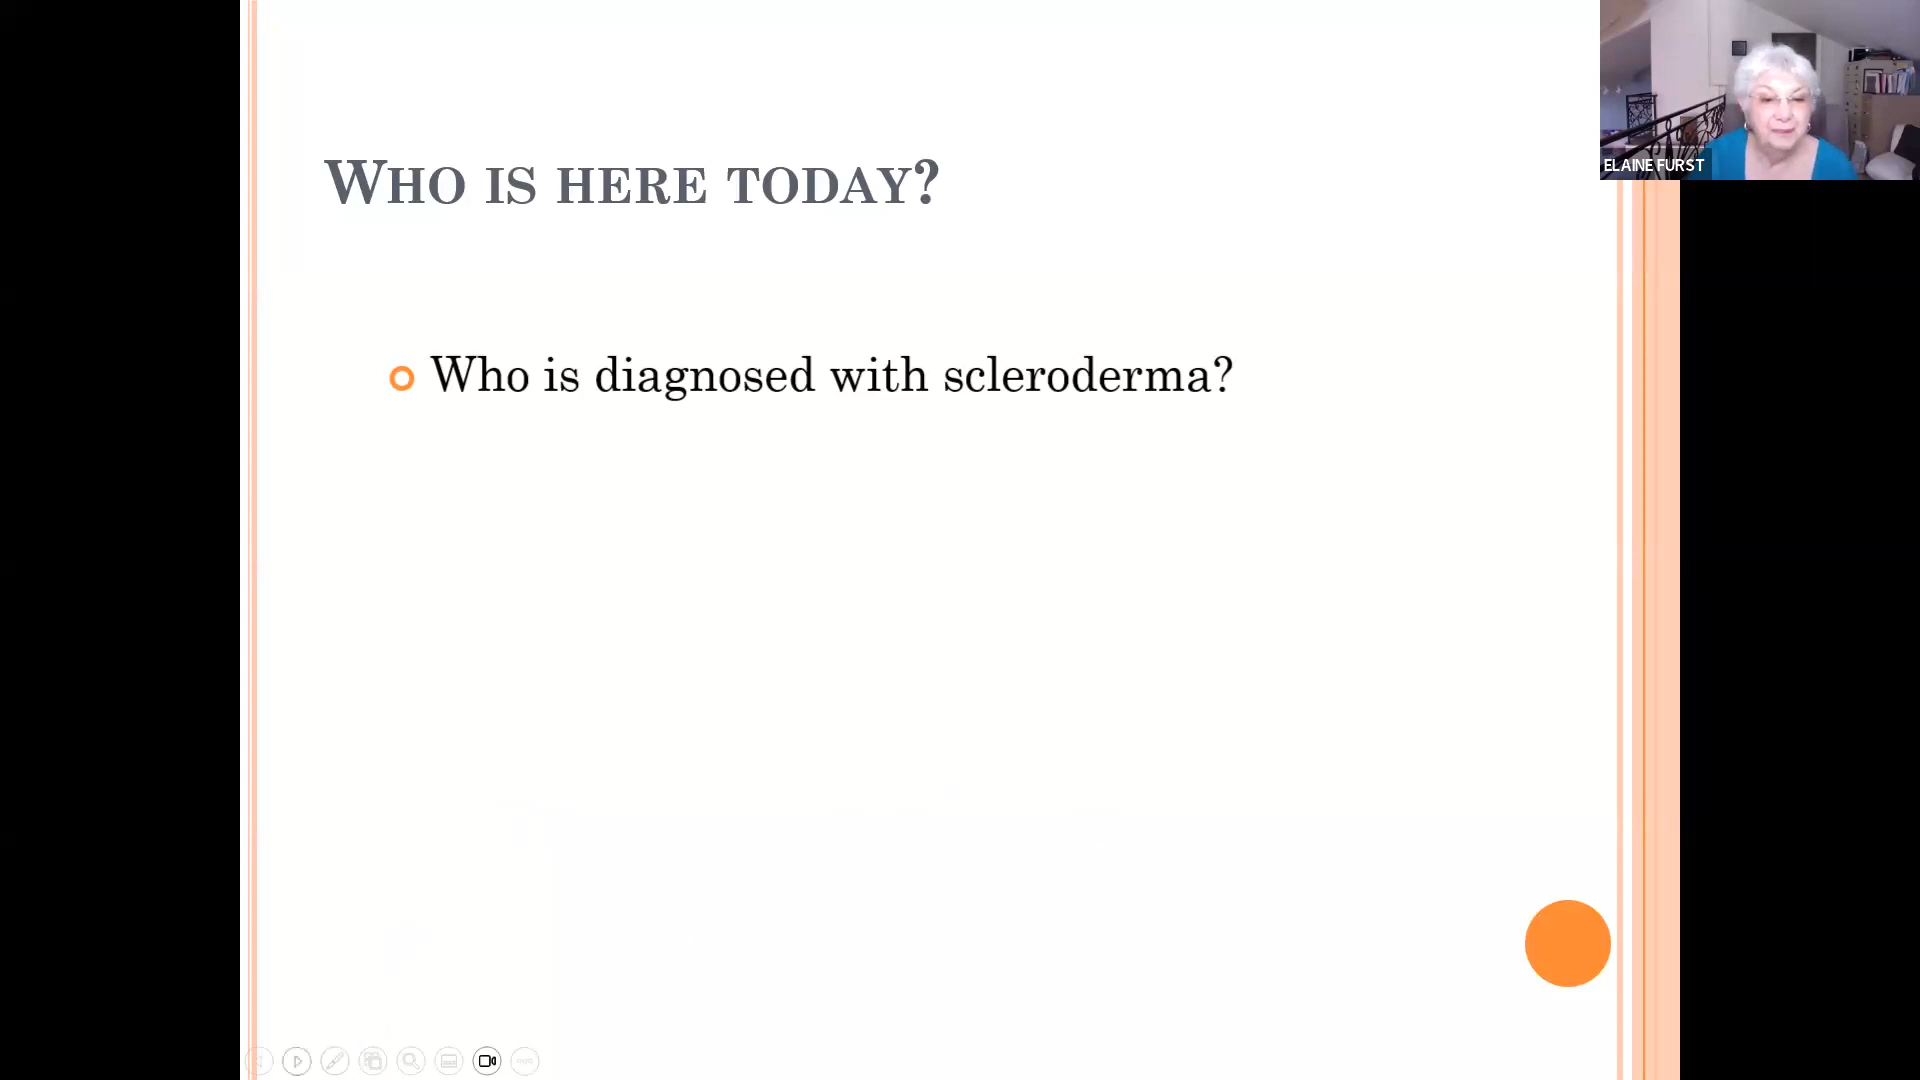 WHO IS HERE TODAY?
Who is diagnosed with scleroderma?
ELAINE FURST